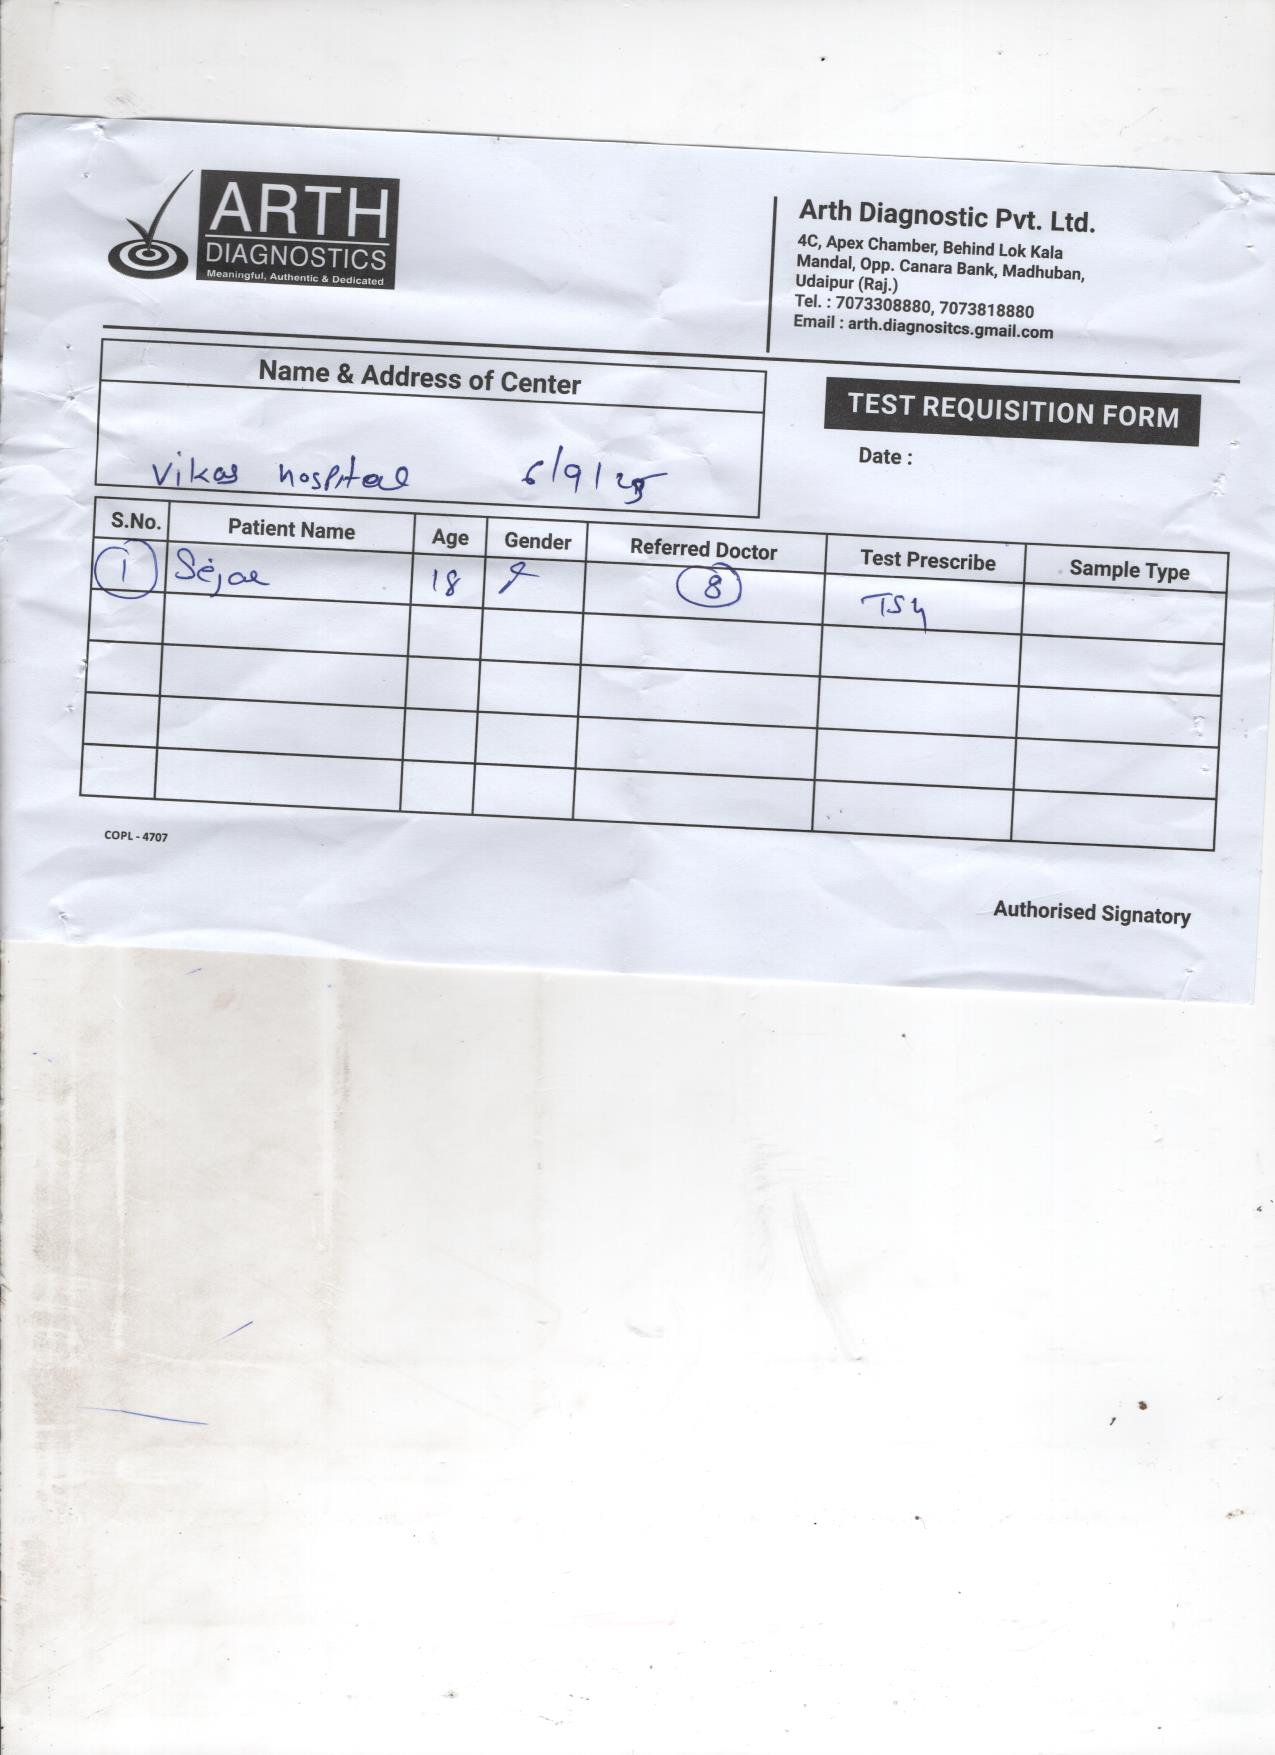 ARTH
DIAGNOSTICS
Meaningful, Authentic & Dedicated
Arth Diagnostic Pvt. Ltd.
4C, Apex Chamber, Behind Lok Kala
Mandal, Opp. Canara Bank, Madhuban,
Udaipur (Raj.)
Tel. : 7073308880, 7073818880
Email : arth.diagnositcs.gmail.com
Name & Address of Center
Vikas hospital 6/9/25
TEST REQUISITION FORM
Date :
S.No. Patient Name Age Gender Referred Doctor Test Prescribe Sample Type
1 Sejal 18 F 8 TSH
COPL - 4707
Authorised Signatory